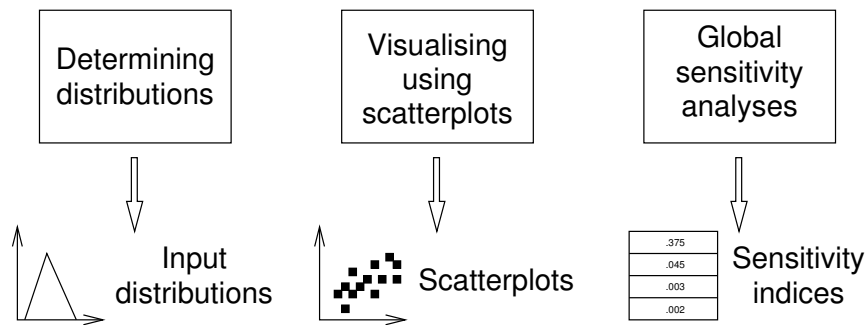 Determining
distributions
Visualising
using
scatterplots
Global
sensitivity
analyses
Input
distributions
Scatterplots
.375
.045
.003
.002
Sensitivity
indices